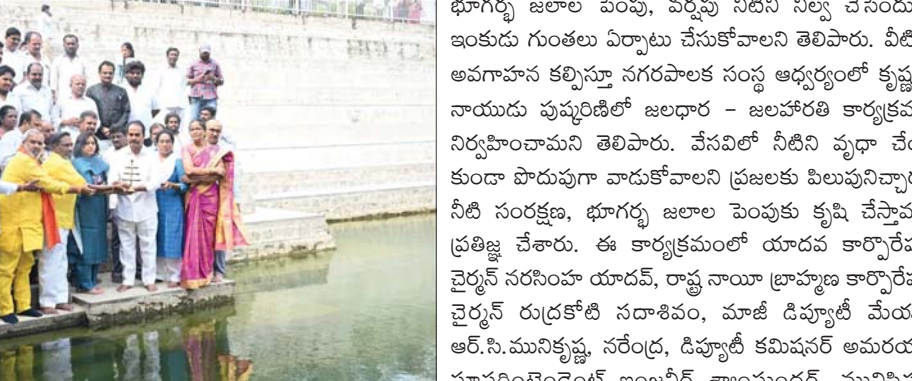 భూగర్భ జలాల పెంపు, వర్షపు నీటిని నిల్వ చేసేందు
ఇంకుడు గుంతలు ఏర్పాటు చేసుకోవాలని తెలిపారు. వీటి
అవగాహన కల్పిస్తూ నగరపాలక సంస్థ ఆధ్వర్యంలో కృష్ణ
నాయుడు పుష్కరిణిలో జలధార – జలహారతి కార్యక్రమ
నిర్వహించామని తెలిపారు. వేసవిలో నీటిని వృధా చే
కుండా పొదుపుగా వాడుకోవాలని ప్రజలకు పిలుపునిచ్చార
నీటి సంరక్షణ, భూగర్భ జలాల పెంపుకు కృషి చేస్తామ
ప్రతిజ్ఞ చేశారు. ఈ కార్యక్రమంలో యాదవ కార్పొరే
చైర్మన్ నరసింహ యాదవ్, రాష్ట్ర నాయీ బ్రాహ్మణ కార్పొరే
చైర్మన్ రుద్రకోటి సదాశివం, మాజీ డిప్యూటీ మేయ
ఆర్.సి.మునికృష్ణ, నరేంద్ర, డిప్యూటీ కమిషనర్ అమరయ